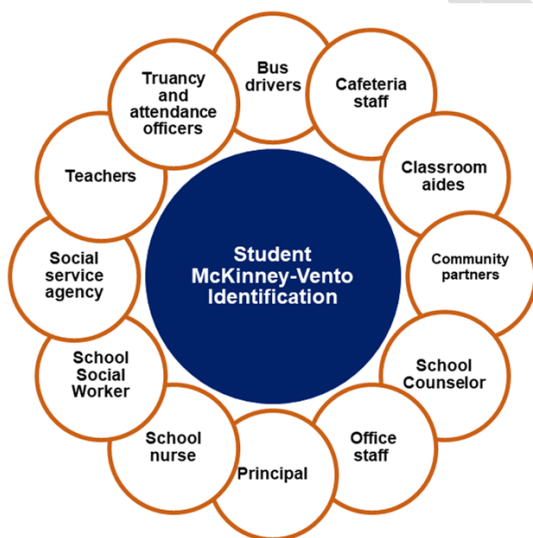 Bus
drivers
Cafeteria
staff
Classroom
aides
Community
partners
School
Counselor
Office
staff
Principal
School
nurse
School
Social
Worker
Social
service
agency
Teachers
Truancy
and
attendance
officers
Student
McKinney-Vento
Identification